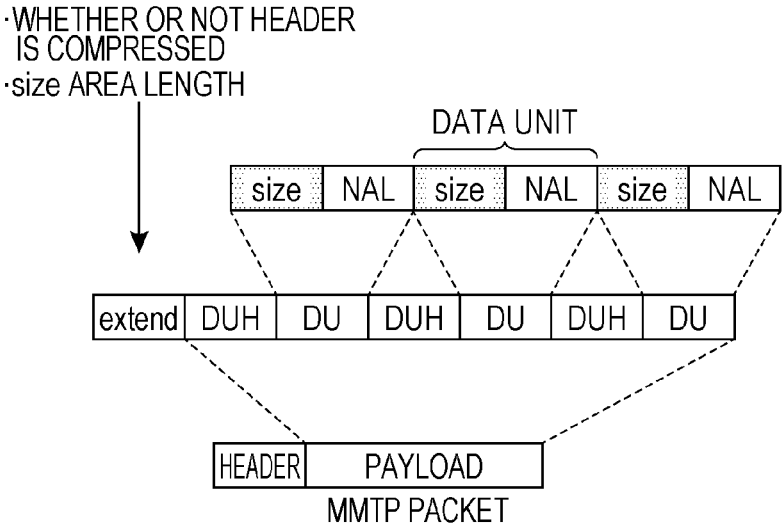 ·WHETHER OR NOT HEADER
IS COMPRESSED
·size AREA LENGTH
DATA UNIT
size NAL size NAL size NAL
extend DUH DU DUH DU DUH DU
HEADER PAYLOAD
MMTP PACKET